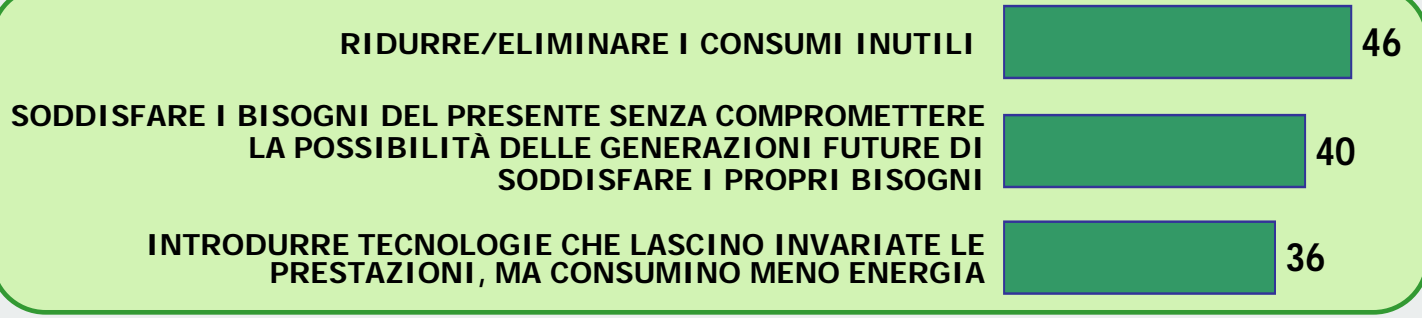 RIDURRE/ELIMINARE I CONSUMI INUTILI 46
SODDISFARE I BISOGNI DEL PRESENTE SENZA COMPROMETTERE
LA POSSIBILITÀ DELLE GENERAZIONI FUTURE DI 40
SODDISFARE I PROPRI BISOGNI
INTRODURRE TECNOLOGIE CHE LASCINO INVARIATE LE
PRESTAZIONI, MA CONSUMINO MENO ENERGIA 36